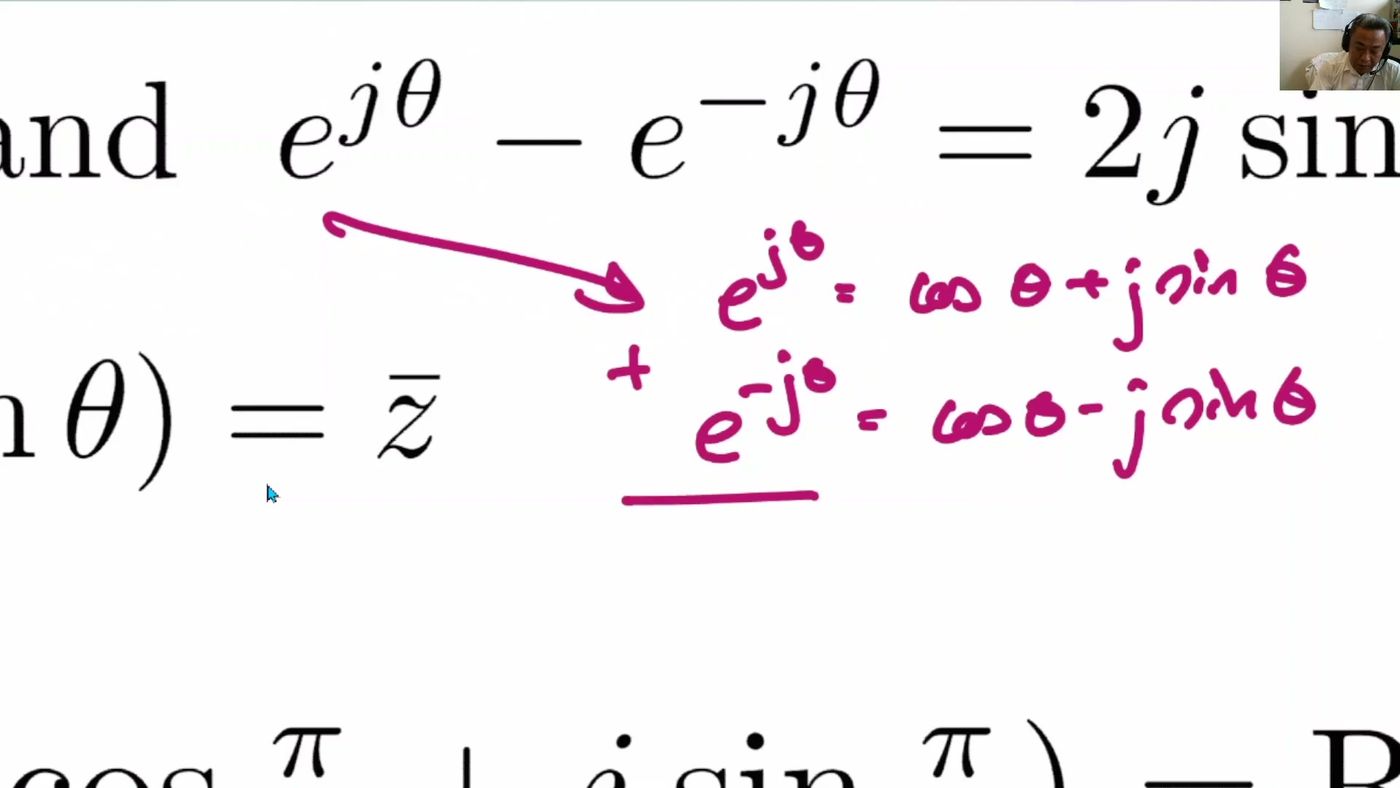 and e^{jθ} − e^{−jθ} = 2j sin
e^{jθ} = cos θ + j sin θ
+
e^{-jθ} = cos θ - j sin θ
n θ) = z̄
cos π + j sin π ) =